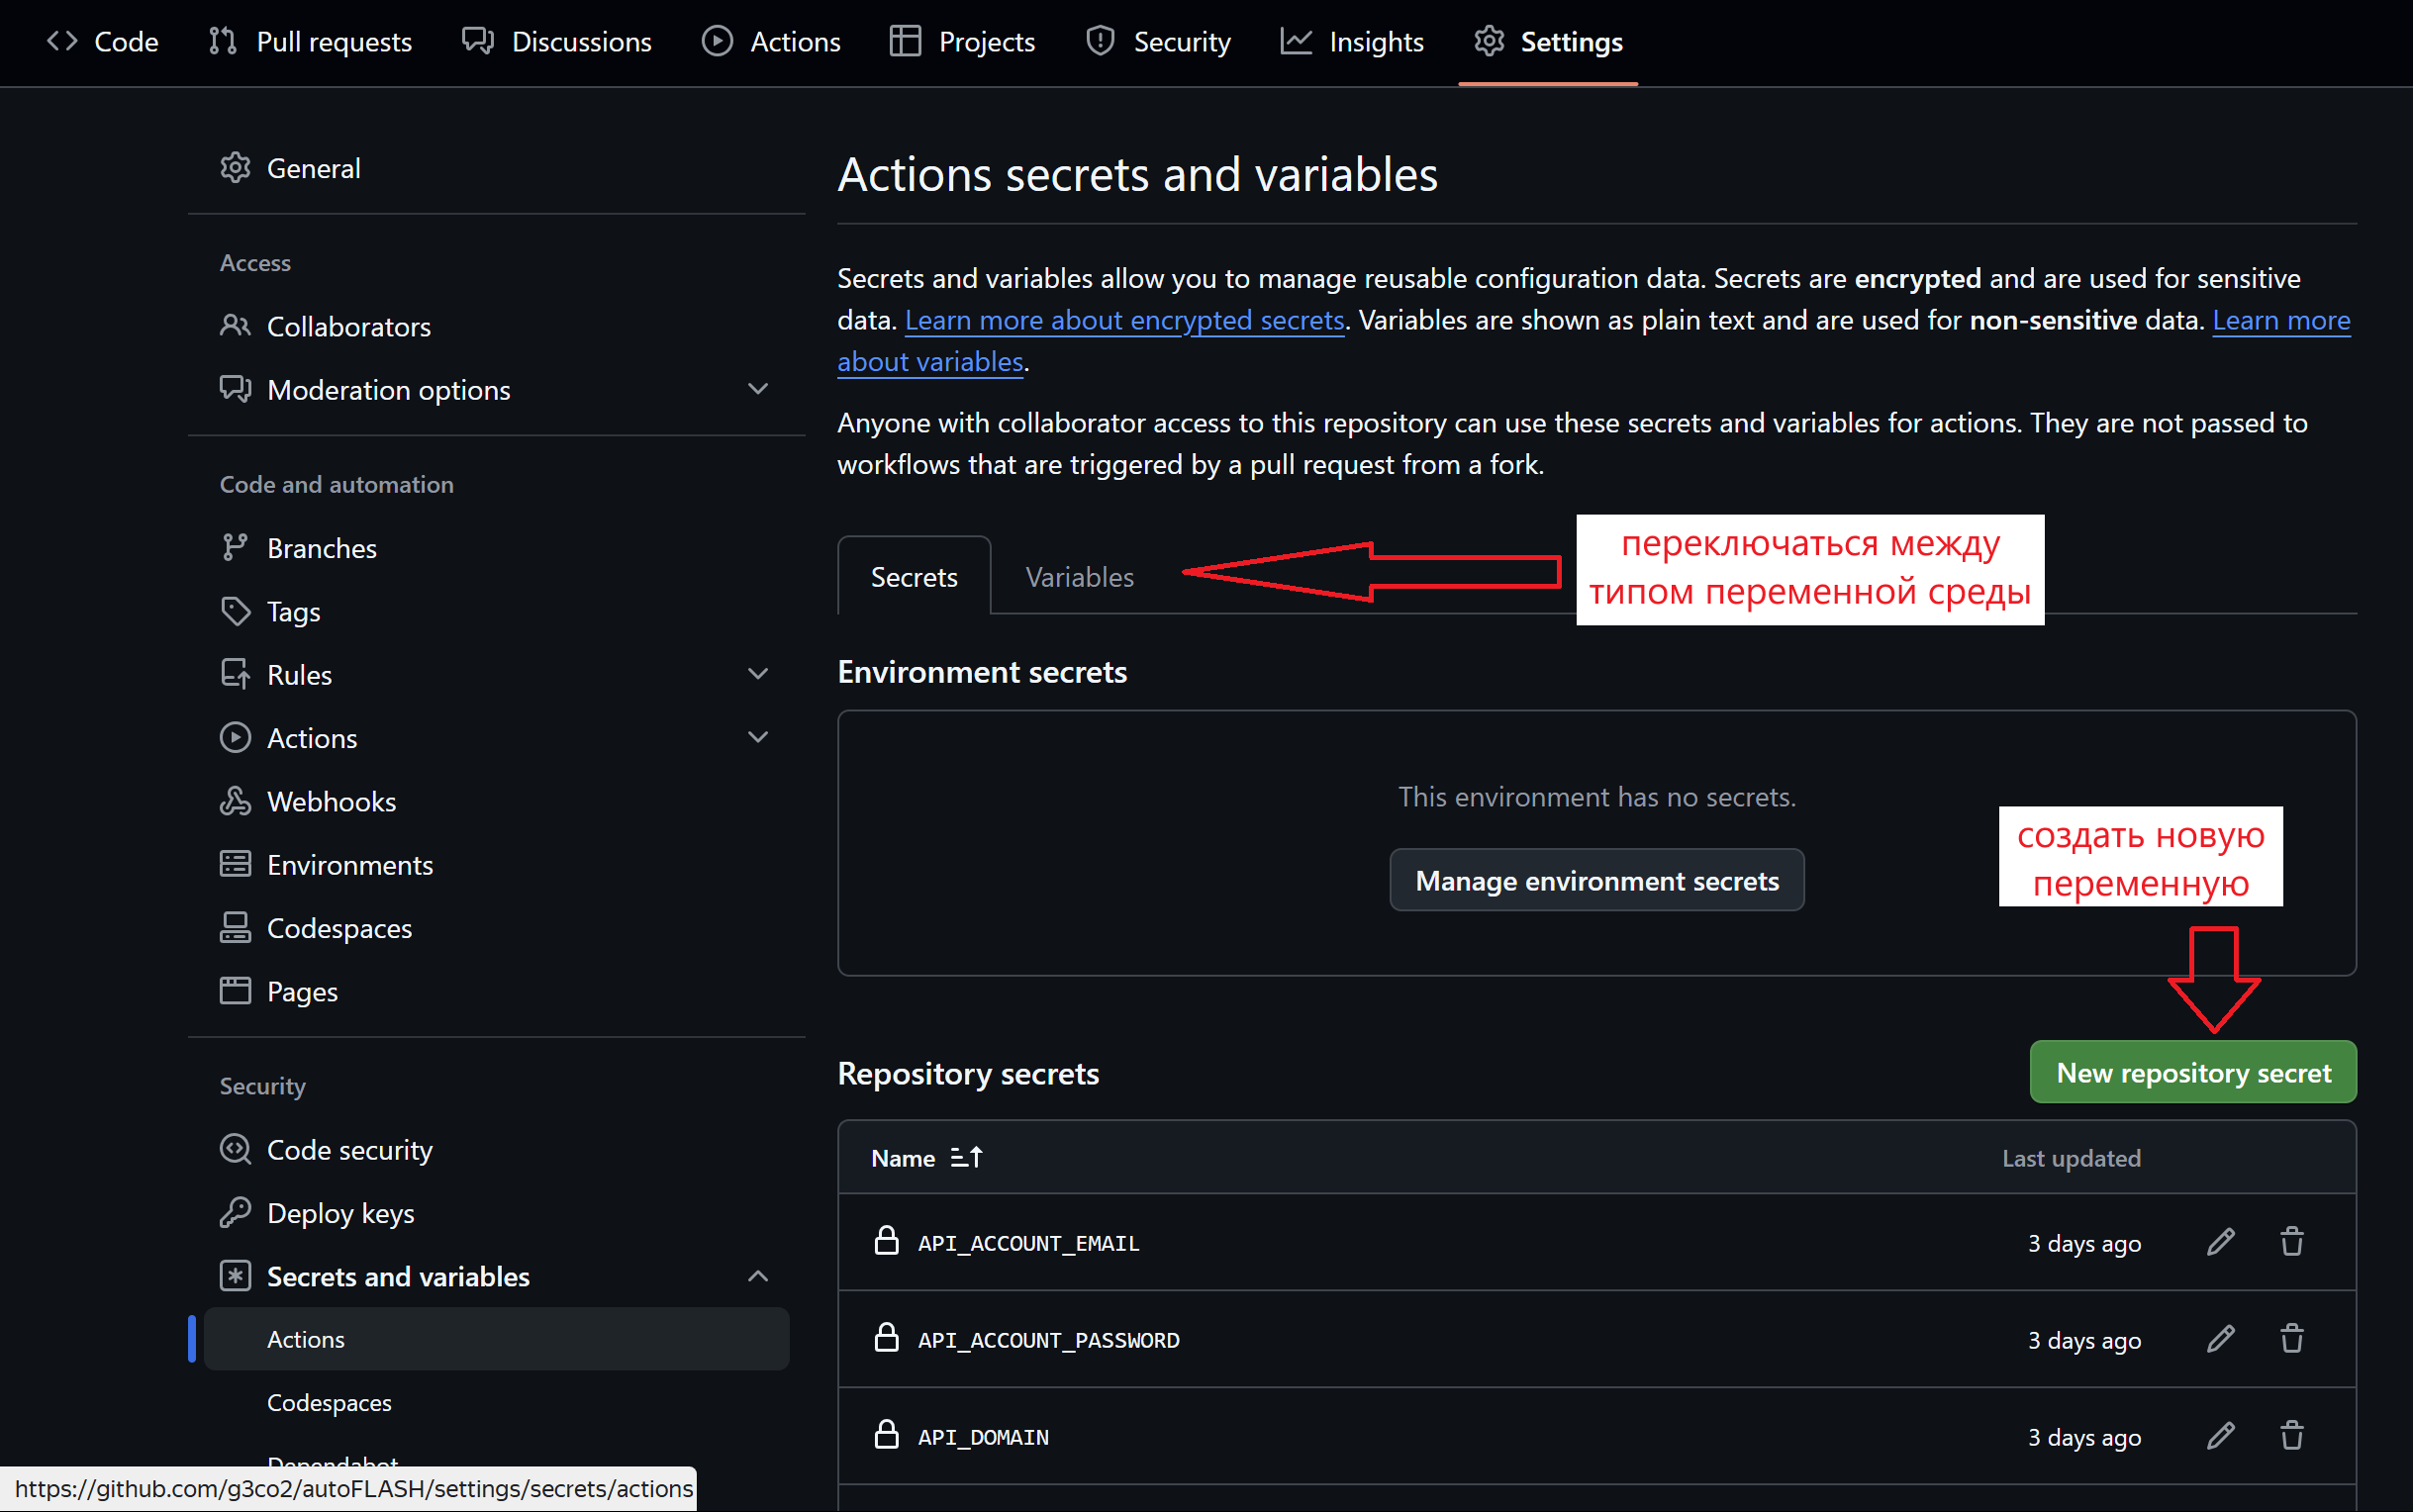 Code
Pull requests
Discussions
Actions
Projects
Security
Insights
Settings
General
Access
Collaborators
Moderation options
Code and automation
Branches
Tags
Rules
Actions
Webhooks
Environments
Codespaces
Pages
Security
Code security
Deploy keys
Secrets and variables
Actions
Codespaces
Dependabot
https://github.com/g3co2/autoFLASH/settings/secrets/actions
Actions secrets and variables
Secrets and variables allow you to manage reusable configuration data. Secrets are encrypted and are used for sensitive
data. Learn more about encrypted secrets. Variables are shown as plain text and are used for non-sensitive data. Learn more
about variables.
Anyone with collaborator access to this repository can use these secrets and variables for actions. They are not passed to
workflows that are triggered by a pull request from a fork.
Secrets
Variables
переключаться между
типом переменной среды
Environment secrets
This environment has no secrets.
Manage environment secrets
создать новую
переменную
Repository secrets
New repository secret
Name
Last updated
API_ACCOUNT_EMAIL
3 days ago
API_ACCOUNT_PASSWORD
3 days ago
API_DOMAIN
3 days ago